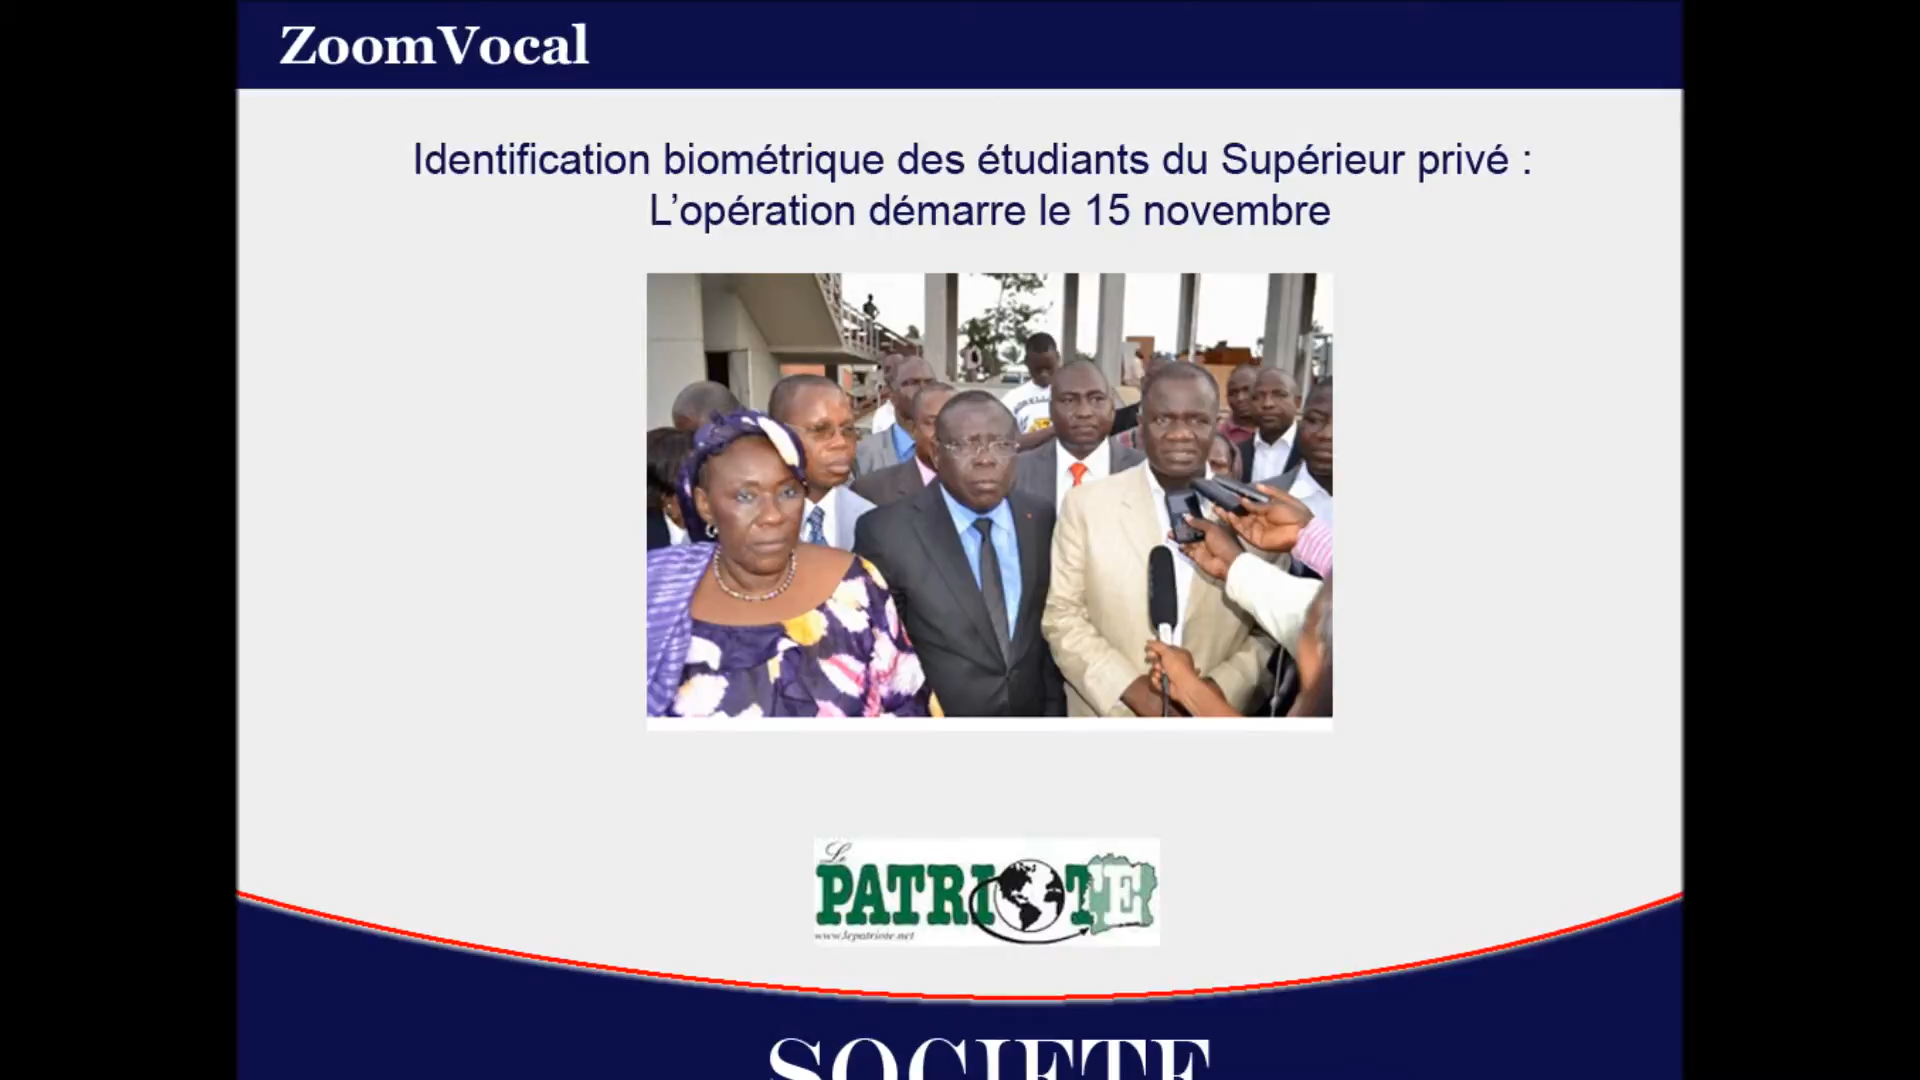 ZoomVocal
Identification biométrique des étudiants du Supérieur privé :
L’opération démarre le 15 novembre
Le
PATRIOTE
www.lepatriote.net
SOCIETE